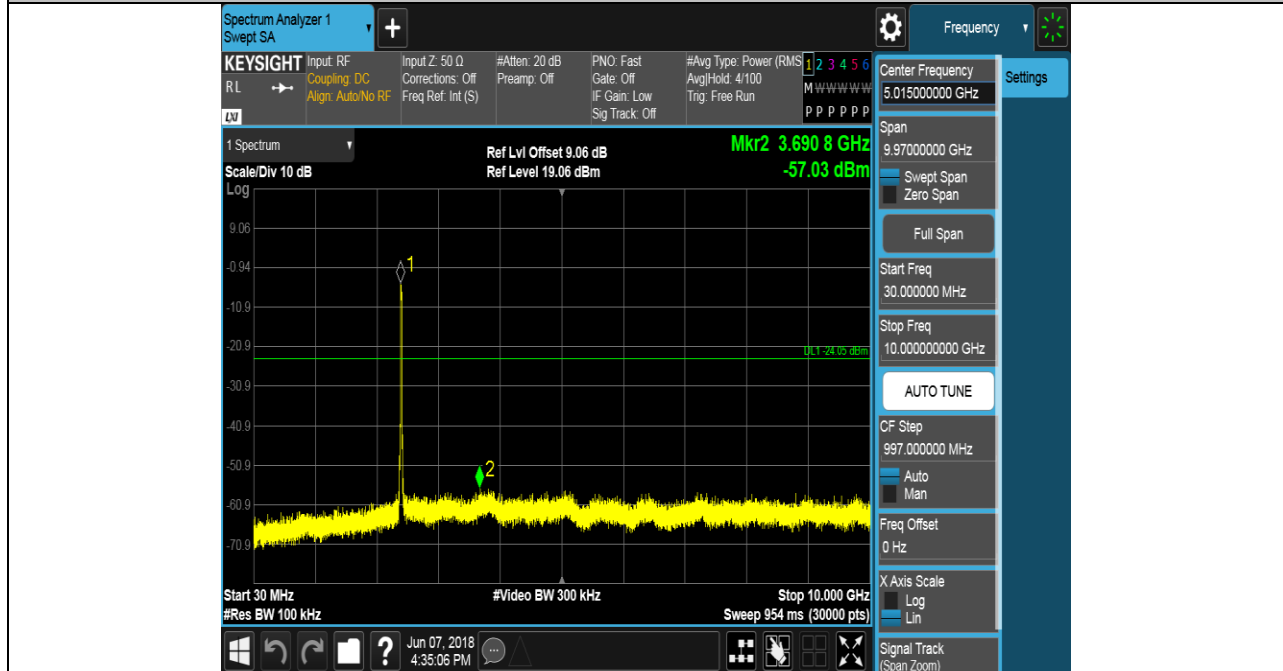 Spectrum Analyzer 1
Swept SA
+
Frequency
KEYSIGHT
RL
LXI
Input: RF
Coupling: DC
Align: Auto/No RF
Input Z: 50 Ω
Corrections: Off
Freq Ref: Int (S)
#Atten: 20 dB
Preamp: Off
PNO: Fast
Gate: Off
IF Gain: Low
Sig Track: Off
#Avg Type: Power (RMS
Avg|Hold: 4/100
Trig: Free Run
1 2 3 4 5 6
M W W W W W
P P P P P P
1 Spectrum
Scale/Div 10 dB
Ref Lvl Offset 9.06 dB
Ref Level 19.06 dBm
Mkr2 3.690 8 GHz
-57.03 dBm
Log
9.06
-0.94
-10.9
-20.9
-30.9
-40.9
-50.9
-60.9
-70.9
1
2
DL1 -24.05 dBm
Start 30 MHz
#Res BW 100 kHz
#Video BW 300 kHz
Stop 10.000 GHz
Sweep 954 ms (30000 pts)
?
Jun 07, 2018
4:35:06 PM
Center Frequency
5.015000000 GHz
Settings
Span
9.97000000 GHz
Swept Span
Zero Span
Full Span
Start Freq
30.000000 MHz
Stop Freq
10.000000000 GHz
AUTO TUNE
CF Step
997.000000 MHz
Auto
Man
Freq Offset
0 Hz
X Axis Scale
Log
Lin
Signal Track
(Span Zoom)